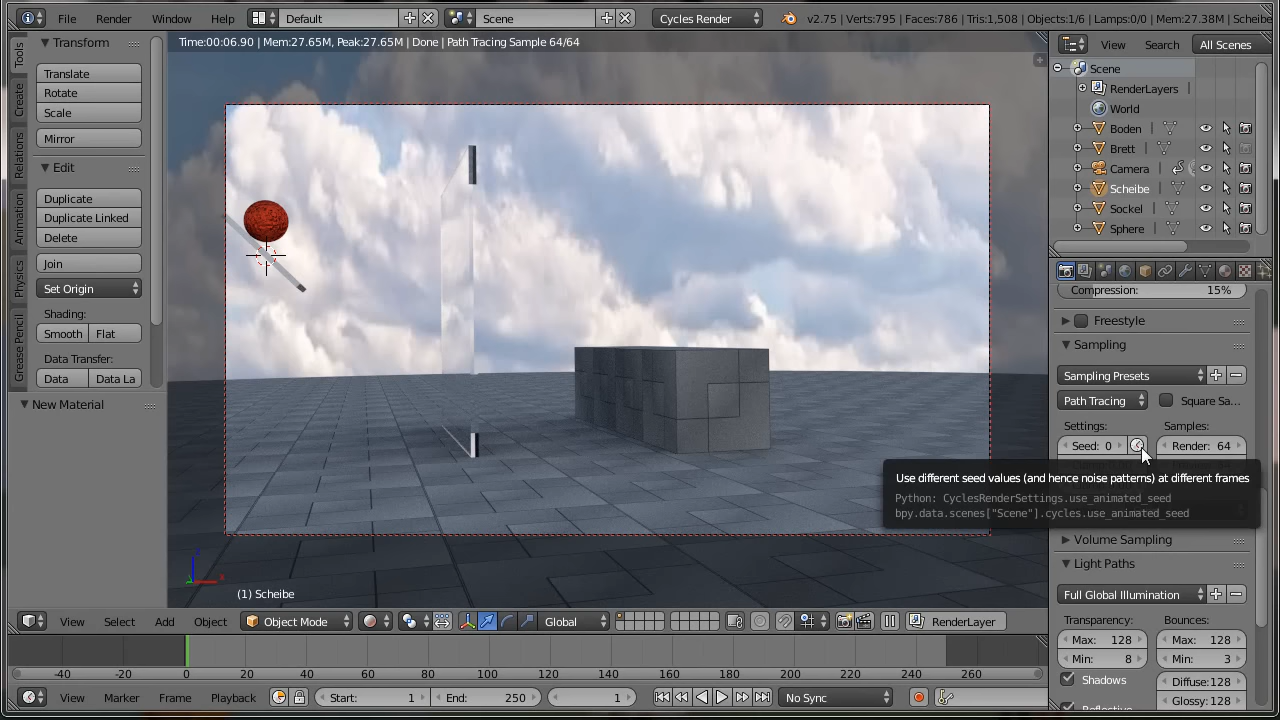 File Render Window Help Default Scene Cycles Render v2.75 | Verts:795 | Faces:786 | Tris:1,508 | Objects:1/6 | Lamps:0/0 | Mem:27.38M | Scheibe
Time:00:06.90 | Mem:27.65M, Peak:27.65M | Done | Path Tracing Sample 64/64
Tools
Create
Relations
Animation
Physics
Grease Pencil
Transform
Translate
Rotate
Scale
Mirror
Edit
Duplicate
Duplicate Linked
Delete
Join
Set Origin
Shading:
Smooth Flat
Data Transfer:
Data Data La
New Material
(1) Scheibe
View Select Add Object Object Mode Global RenderLayer
-40 -20 0 20 40 60 80 100 120 140 160 180 200 220 240 260
View Marker Frame Playback Start: 1 End: 250 1 No Sync
View Search All Scenes
Scene
RenderLayers
World
Boden
Brett
Camera
Scheibe
Sockel
Sphere
Compression: 15%
Freestyle
Sampling
Sampling Presets
Path Tracing Square Sa...
Settings: Samples:
Seed: 0 Render: 64
Use different seed values (and hence noise patterns) at different frames
Python: CyclesRenderSettings.use_animated_seed
bpy.data.scenes["Scene"].cycles.use_animated_seed
Volume Sampling
Light Paths
Full Global Illumination
Transparency: Bounces:
Max: 128 Max: 128
Min: 8 Min: 3
Shadows Diffuse:128
Glossy:128